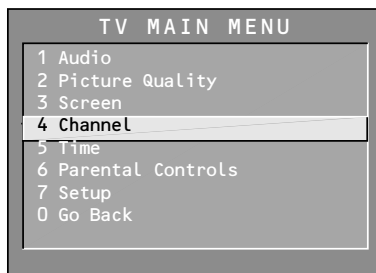 TV MAIN MENU
1 Audio
2 Picture Quality
3 Screen
4 Channel
5 Time
6 Parental Controls
7 Setup
0 Go Back